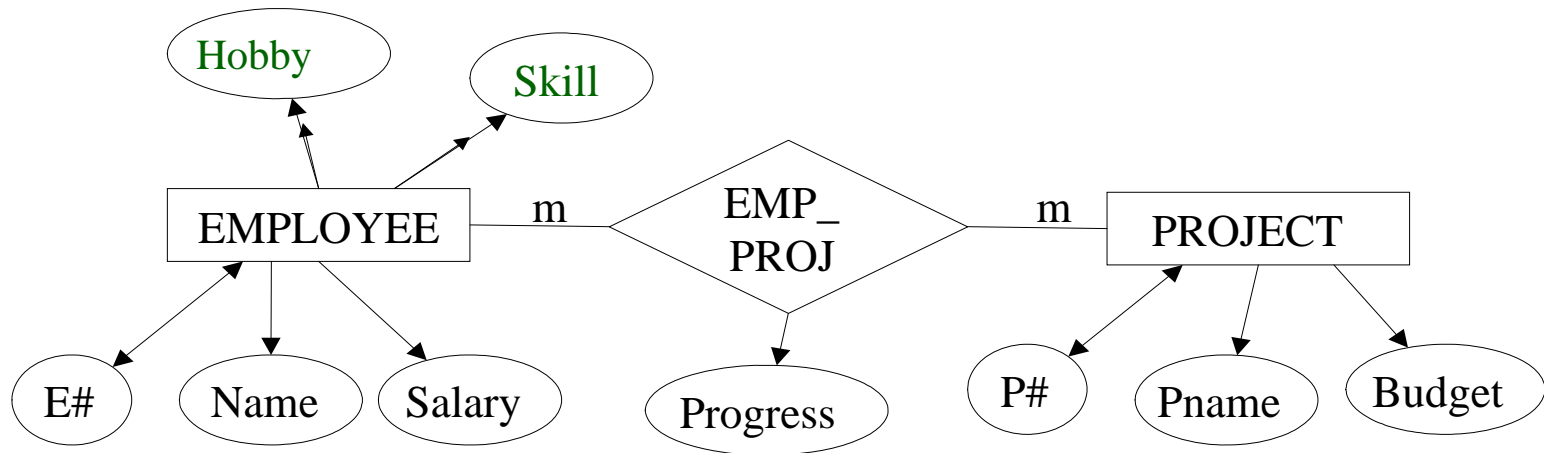 Hobby
Skill
EMPLOYEE
m
EMP_
PROJ
m
PROJECT
E#
Name
Salary
Progress
P#
Pname
Budget